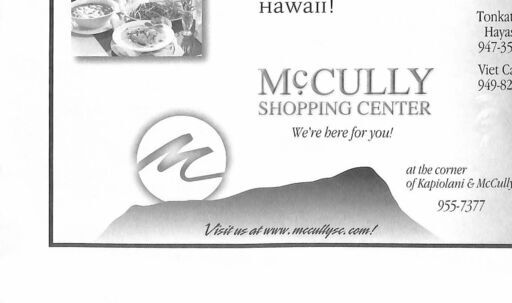 Hawaii!
Tonkat
Hayas
947-35
Viet Ca
949-82
McCULLY
SHOPPING CENTER
We're here for you!
M
at the corner
of Kapiolani & McCully
955-7377
Visit us at www.mccullysc.com!